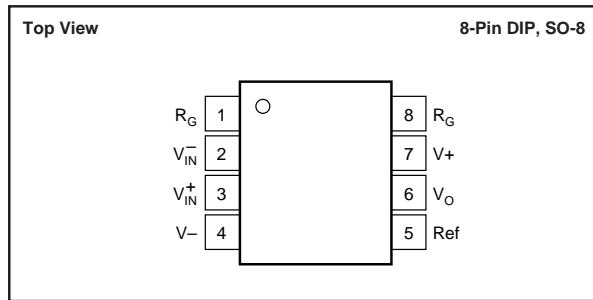 Top View 8-Pin DIP, SO-8
R_G 1 8 R_G
V_IN^– 2 7 V+
V_IN^+ 3 6 V_O
V– 4 5 Ref